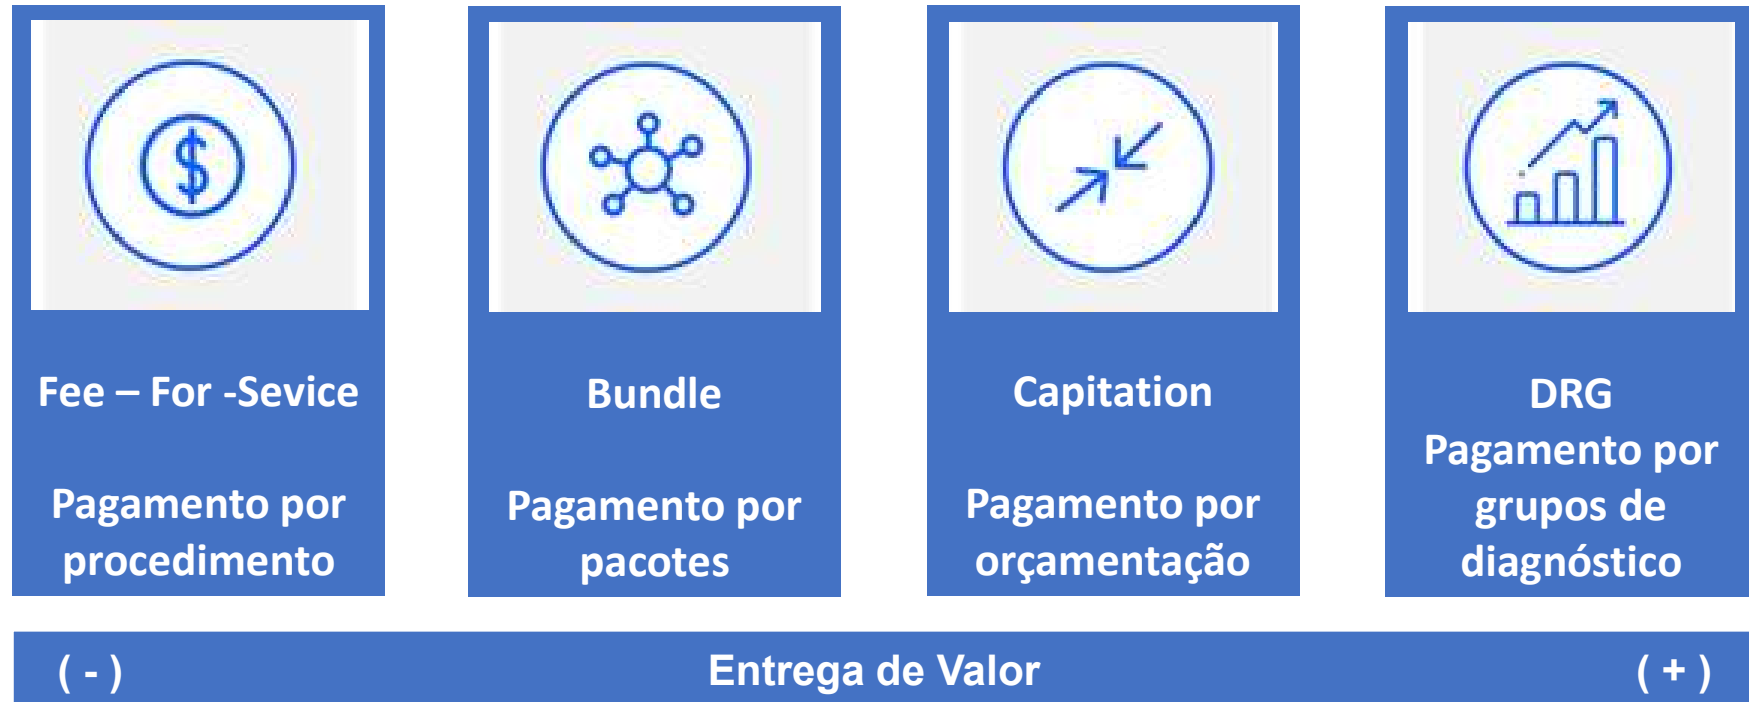 $
Fee – For -Sevice
Pagamento por
procedimento
Bundle
Pagamento por
pacotes
Capitation
Pagamento por
orçamentação
DRG
Pagamento por
grupos de
diagnóstico
( - ) Entrega de Valor ( + )